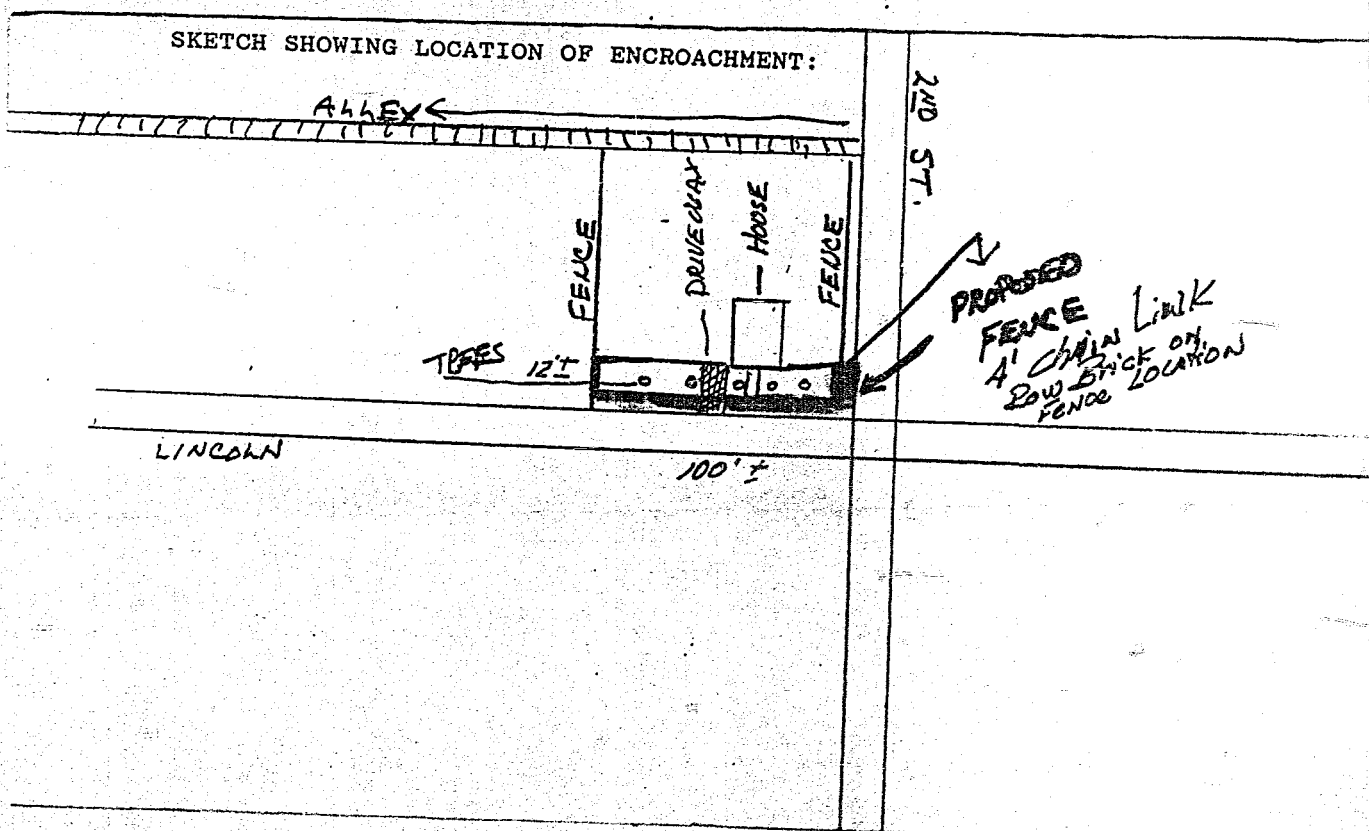 SKETCH SHOWING LOCATION OF ENCROACHMENT:
ALLEY
2ND ST.
FENCE
DRIVEWAY
HOUSE
FENCE
PROPOSED
FENCE
4' CHAIN LINK
ROW BRICK ON
FENCE LOCATION
TREES
12'±
LINCOLN
100' ±